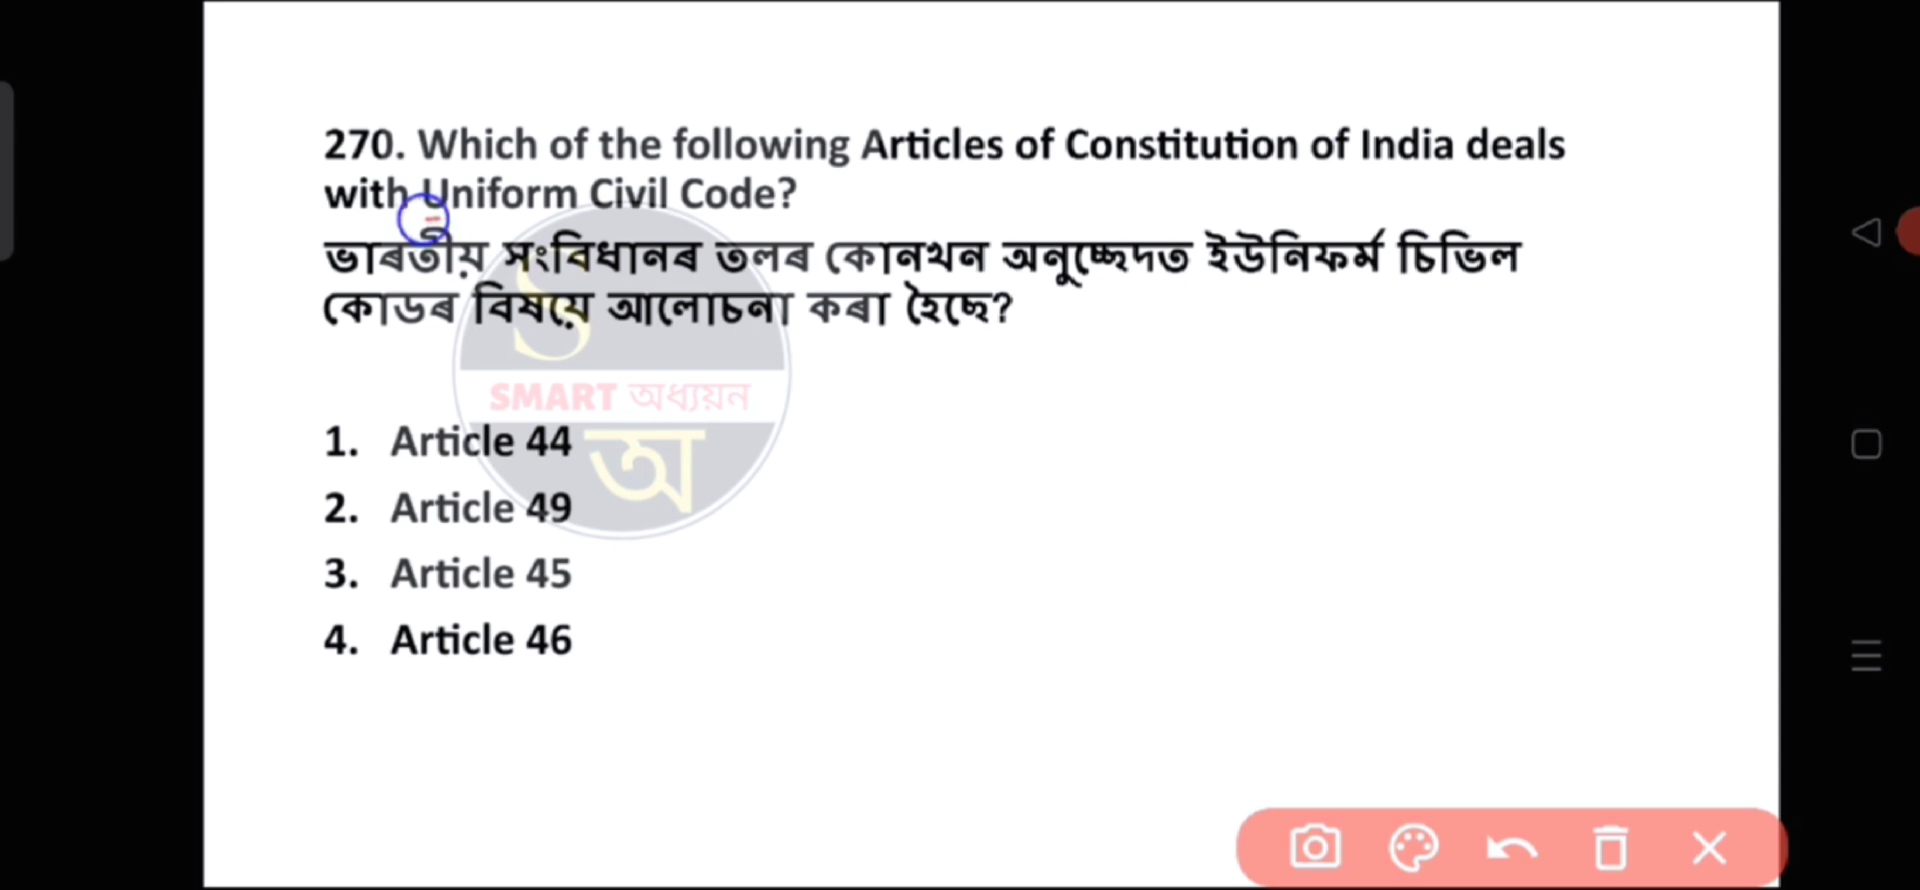 270. Which of the following Articles of Constitution of India deals
with Uniform Civil Code?
ভাৰতীয় সংবিধানৰ তলৰ কোনখন অনুচ্ছেদত ইউনিফৰ্ম চিভিল
কোডৰ বিষয়ে আলোচনা কৰা হৈছে?
S
SMART অধ্যয়ন
অ
1. Article 44
2. Article 49
3. Article 45
4. Article 46